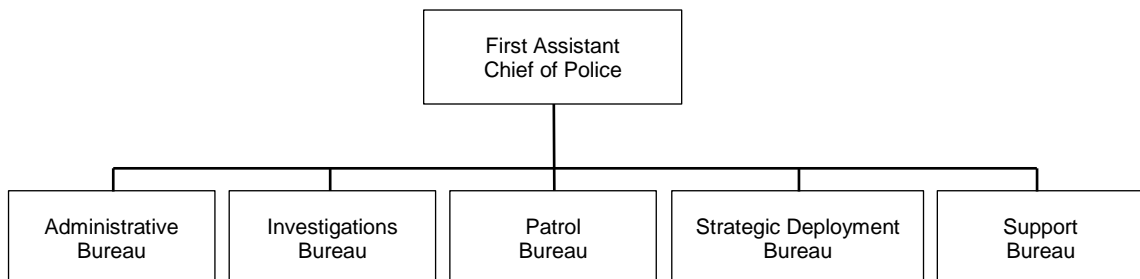 First Assistant
Chief of Police
Administrative
Bureau
Investigations
Bureau
Patrol
Bureau
Strategic Deployment
Bureau
Support
Bureau